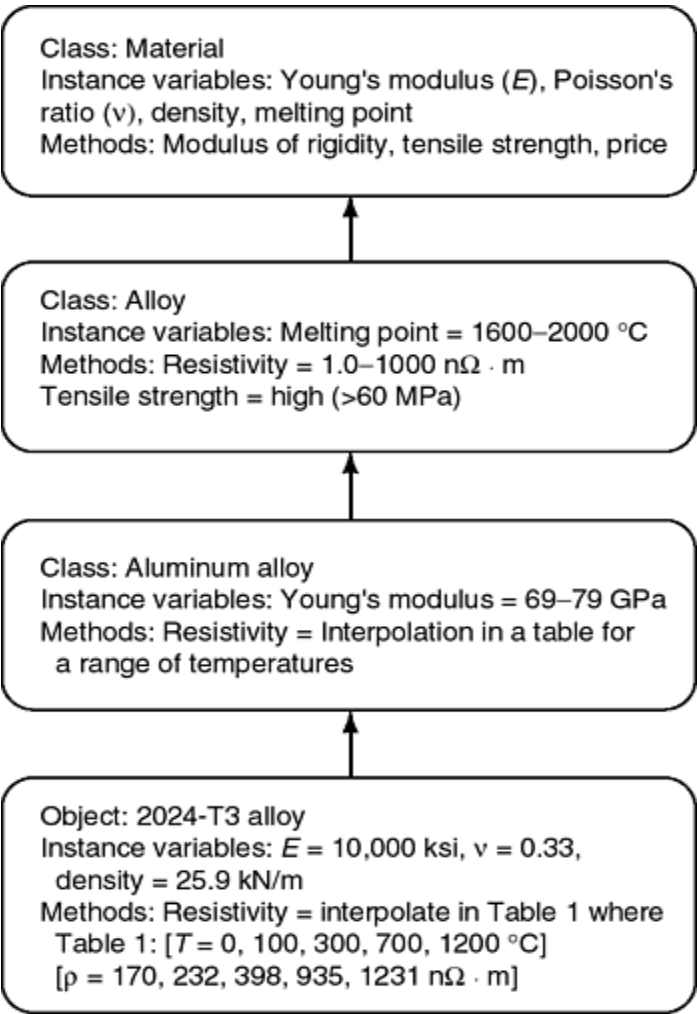 Class: Material
Instance variables: Young's modulus (E), Poisson's
ratio (ν), density, melting point
Methods: Modulus of rigidity, tensile strength, price
Class: Alloy
Instance variables: Melting point = 1600–2000 °C
Methods: Resistivity = 1.0–1000 nΩ · m
Tensile strength = high (>60 MPa)
Class: Aluminum alloy
Instance variables: Young's modulus = 69–79 GPa
Methods: Resistivity = Interpolation in a table for
a range of temperatures
Object: 2024-T3 alloy
Instance variables: E = 10,000 ksi, ν = 0.33,
density = 25.9 kN/m
Methods: Resistivity = interpolate in Table 1 where
Table 1: [T = 0, 100, 300, 700, 1200 °C]
[ρ = 170, 232, 398, 935, 1231 nΩ · m]